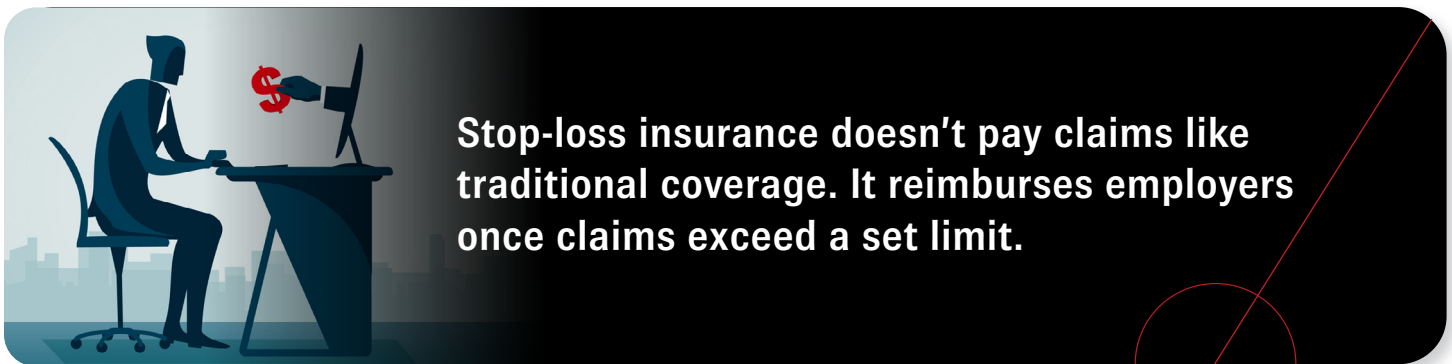 Stop-loss insurance doesn’t pay claims like
traditional coverage. It reimburses employers
once claims exceed a set limit.
$